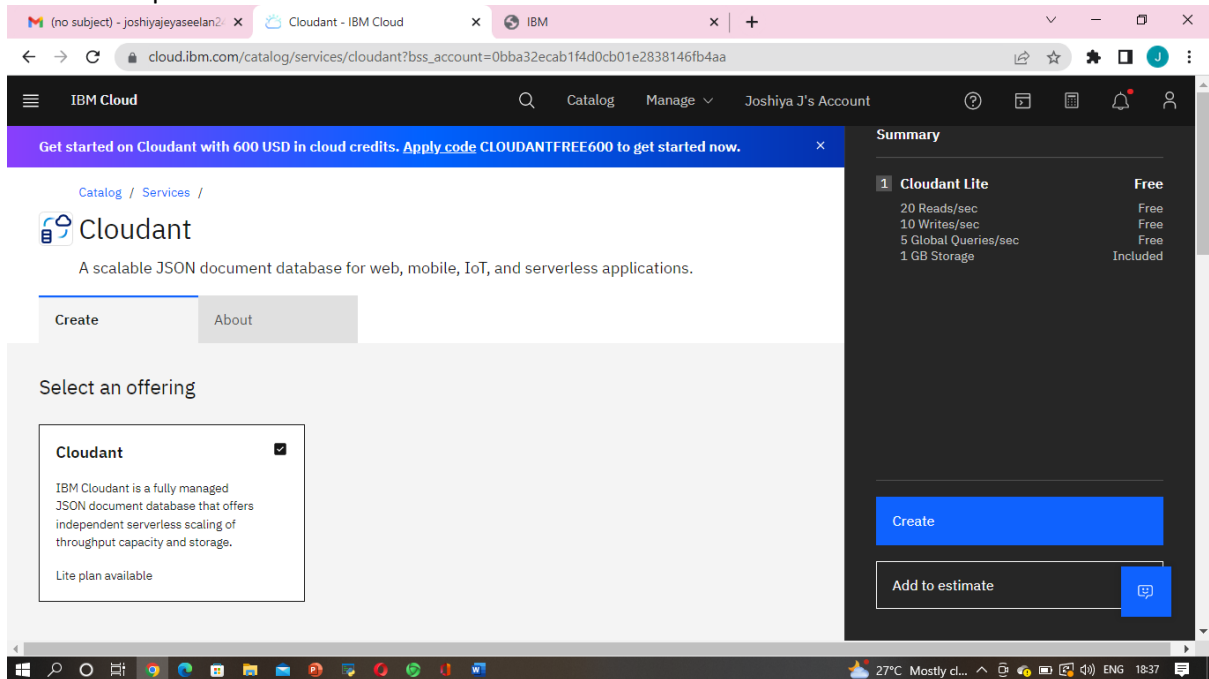 (no subject) - joshiyajeyaseelan2
Cloudant - IBM Cloud
IBM
cloud.ibm.com/catalog/services/cloudant?bss_account=0bba32ecab1f4d0cb01e2838146fb4aa
J
IBM Cloud
Catalog
Manage
Joshiya J's Account
Get started on Cloudant with 600 USD in cloud credits. Apply code CLOUDANTFREE600 to get started now.
Catalog / Services /
Cloudant
A scalable JSON document database for web, mobile, IoT, and serverless applications.
Create
About
Select an offering
Cloudant
IBM Cloudant is a fully managed
JSON document database that offers
independent serverless scaling of
throughput capacity and storage.
Lite plan available
Summary
1 Cloudant Lite Free
20 Reads/sec Free
10 Writes/sec Free
5 Global Queries/sec Free
1 GB Storage Included
Create
Add to estimate
27°C Mostly cl... ENG 18:37